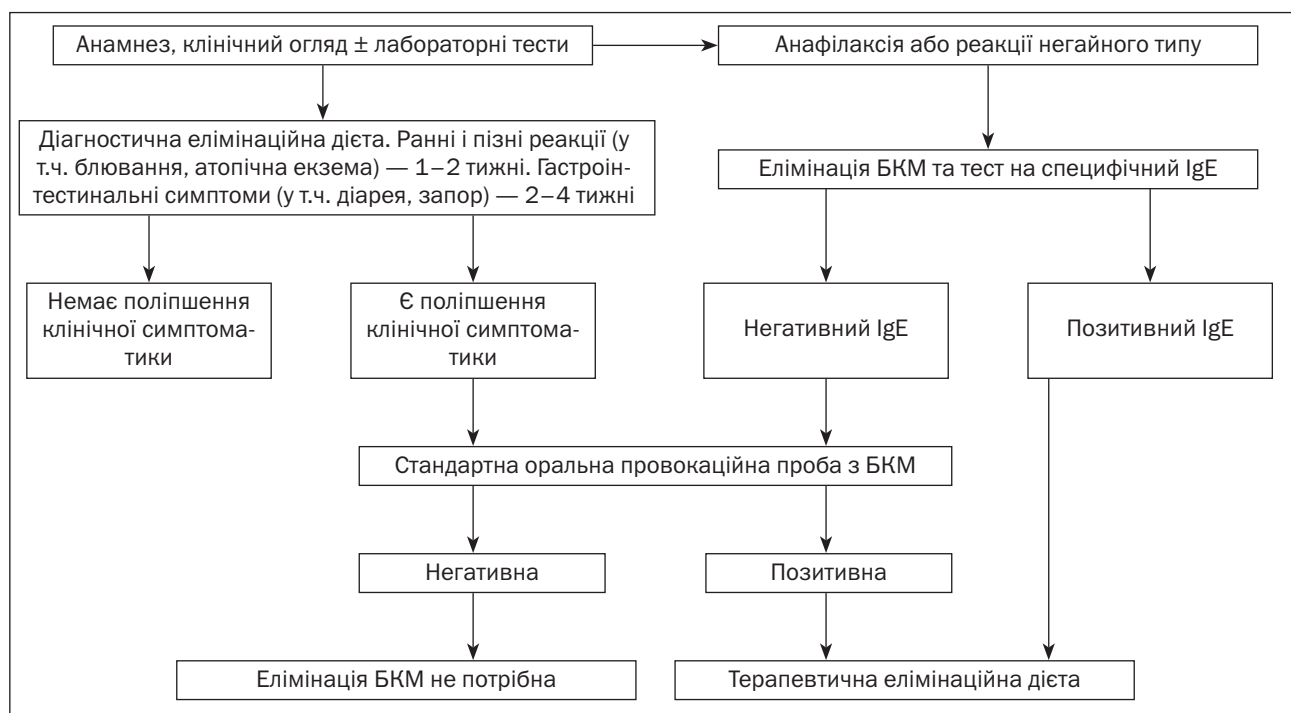 Анамнез, клінічний огляд ± лабораторні тести
Анафілаксія або реакції негайного типу
Діагностична елімінаційна дієта. Ранні і пізні реакції (у
т.ч. блювання, атопічна екзема) — 1–2 тижні. Гастроін-
тестинальні симптоми (у т.ч. діарея, запор) — 2–4 тижні
Елімінація БКМ та тест на специфічний IgE
Немає поліпшення
клінічної симптома-
тики
Є поліпшення
клінічної симптома-
тики
Негативний IgE
Позитивний IgE
Стандартна оральна провокаційна проба з БКМ
Негативна
Позитивна
Елімінація БКМ не потрібна
Терапевтична елімінаційна дієта